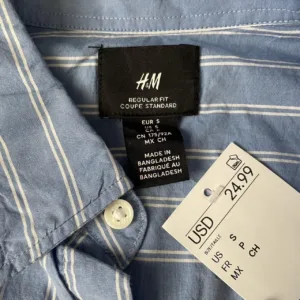 H&M
REGULAR FIT
COUPE STANDARD
EUR S
US S
CN 175/92A
MX CH
MADE IN
BANGLADESH
FABRIQUÉ AU
BANGLADESH
USD 24.99
US S
FR P
MX CH